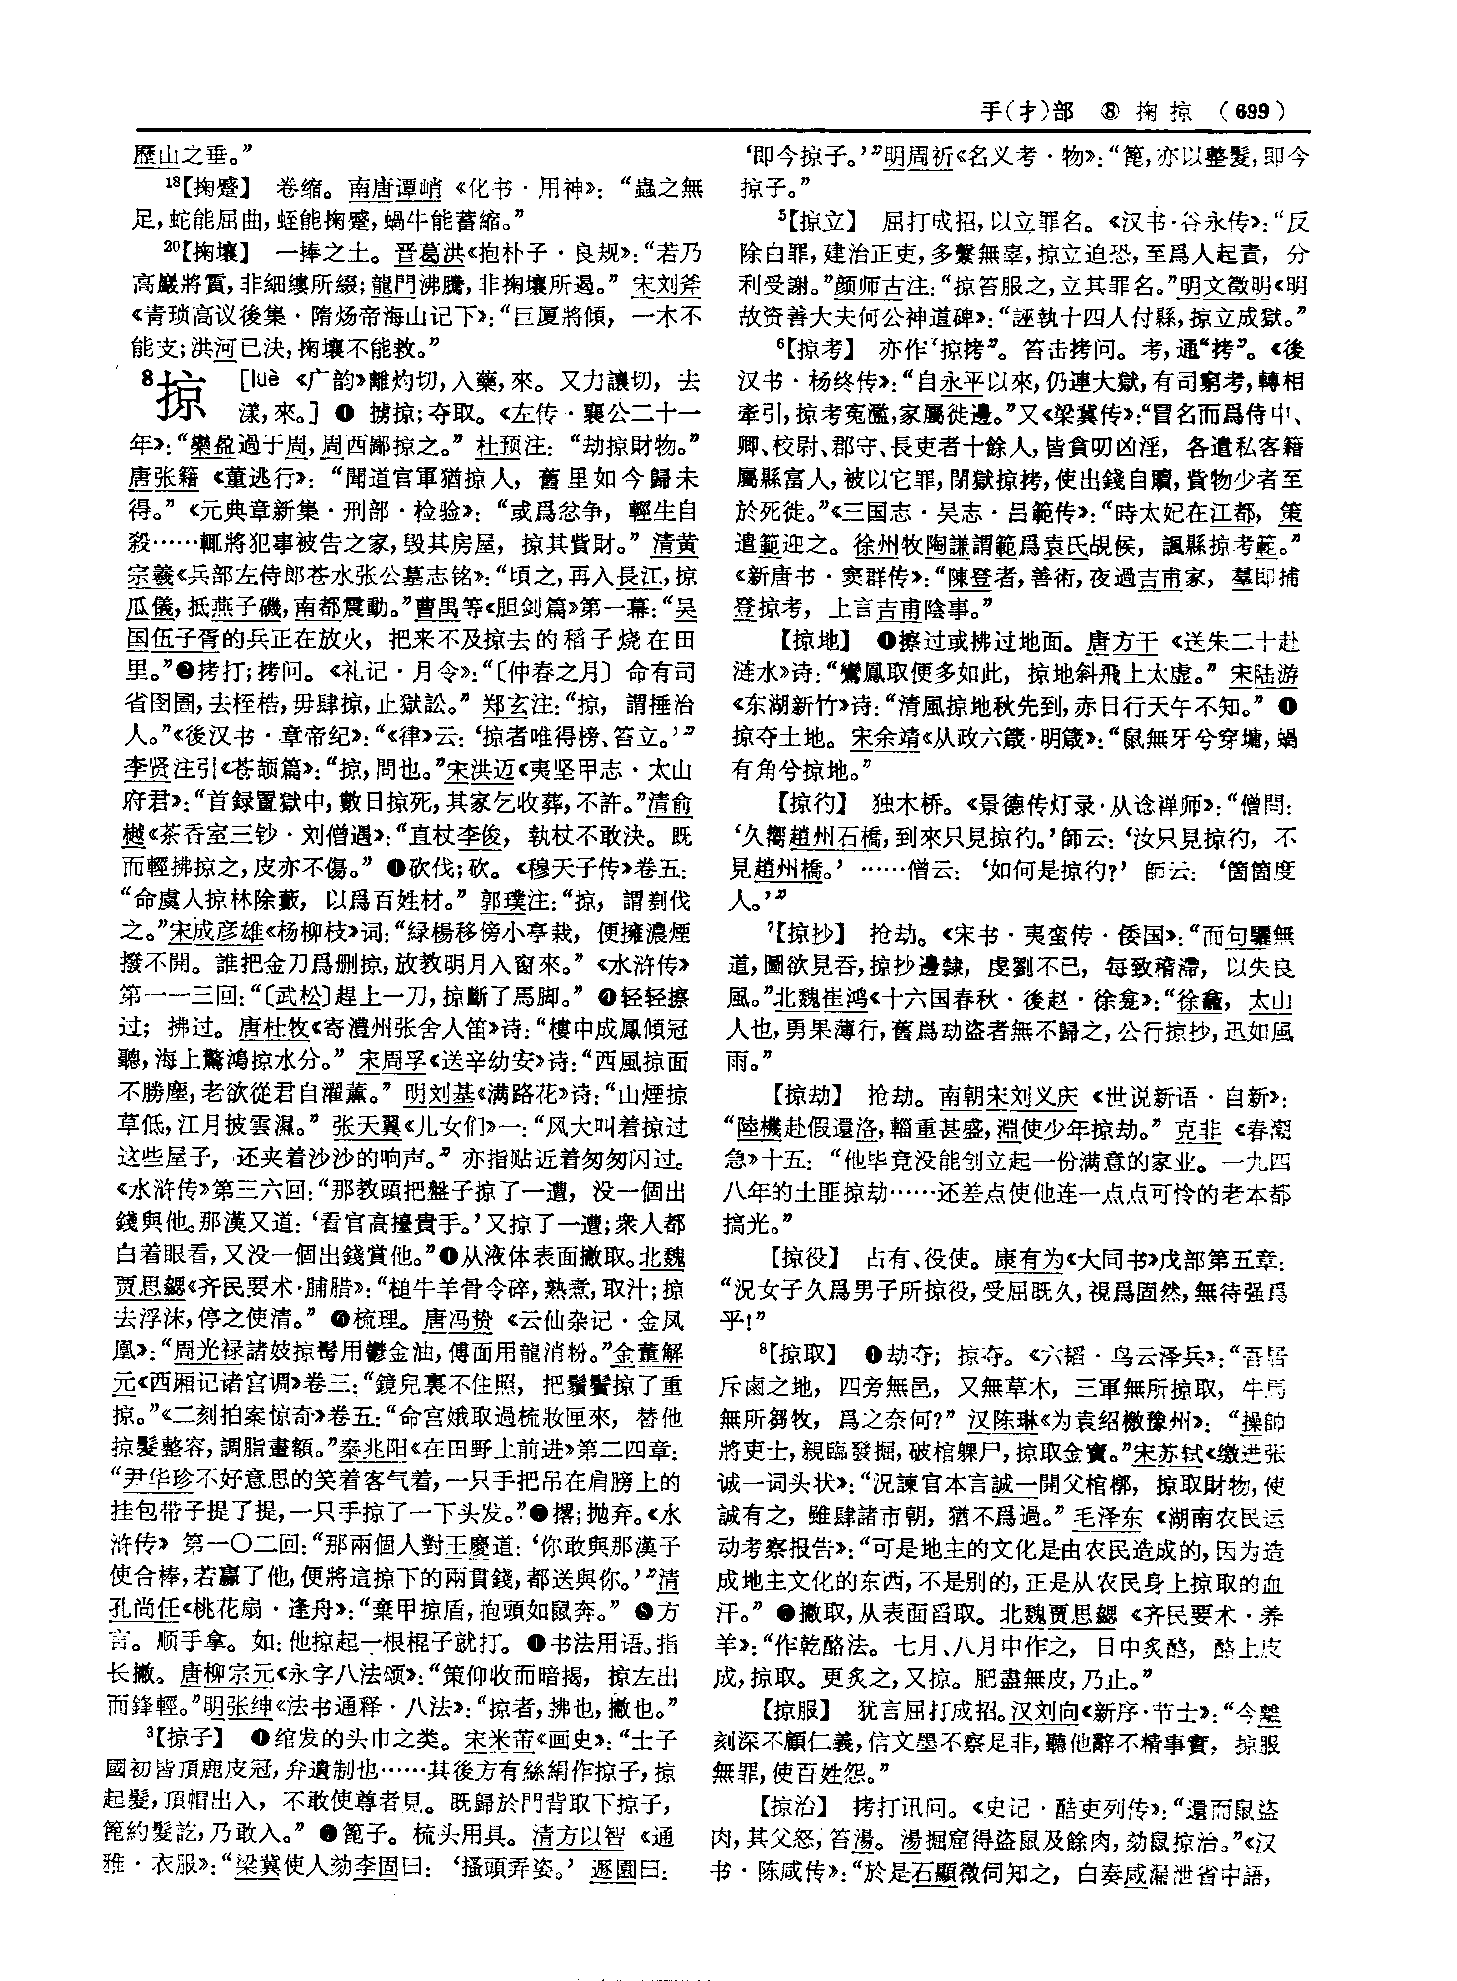 手(扌)部 ⑧ 掬 掠 (699)
歷山之垂。”
¹⁸【掬蹙】 卷缩。南唐谭峭《化书·用神》：“蟲之無
足，蛇能屈曲，蛭能掬蹙，蝸牛能蓄縮。”
²⁰【掬壤】 一捧之土。晋葛洪《抱朴子·良规》：“若乃
高巖將霣，非細縷所綴；龍門沸騰，非掬壤所遏。” 宋刘斧
《青琐高议後集·隋炀帝海山记下》：“巨厦將傾，一木不
能支；洪河已決，掬壤不能救。”
⁸掠 [lüè 《广韵》離灼切，入藥，來。又力讓切，去
漾，來。] ❶ 掳掠；夺取。《左传·襄公二十一
年》：“欒盈過于周，周西鄙掠之。” 杜预注：“劫掠財物。”
唐张籍《董逃行》：“聞道官軍猶掠人，舊里如今歸未
得。”《元典章新集·刑部·检验》：“或爲忿争，輕生自
殺……輒將犯事被告之家，毁其房屋，掠其貲財。” 清黄
宗羲《兵部左侍郎苍水张公墓志铭》：“頃之，再入長江，掠
瓜儀，抵燕子磯，南都震動。”曹禺等《胆剑篇》第一幕：“吴
国伍子胥的兵正在放火，把来不及掠去的稻子烧在田
里。”❷拷打；拷问。《礼记·月令》：“〔仲春之月〕命有司
省囹圄，去桎梏，毋肆掠，止獄訟。” 郑玄注：“掠，謂捶治
人。”《後汉书·章帝纪》：“《律》云：‘掠者唯得榜、笞立。’”
李贤注引《苍颉篇》：“掠，問也。”宋洪迈《夷坚甲志·太山
府君》：“首録置獄中，數日掠死，其家乞收葬，不許。”清俞
樾《茶香室三钞·刘僧遇》：“直杖李俊，執杖不敢決。既
而輕拂掠之，皮亦不傷。” ❸砍伐；砍。《穆天子传》卷五：
“命虞人掠林除藪，以爲百姓材。” 郭璞注：“掠，謂剗伐
之。”宋成彦雄《杨柳枝》词：“緑楊移傍小亭栽，便擁濃煙
撥不開。誰把金刀爲删掠，放教明月入窗來。”《水浒传》
第一一三回：“〔武松〕趕上一刀，掠斷了馬脚。” ❹轻轻擦
过；拂过。唐杜牧《寄澧州张舍人笛》诗：“樓中成鳳傾冠
聽，海上驚鴻掠水分。” 宋周孚《送辛幼安》诗：“西風掠面
不勝塵，老欲從君自濯薰。” 明刘基《满路花》诗：“山煙掠
草低，江月披雲濕。” 张天翼《儿女们》一：“风大叫着掠过
这些屋子，还夹着沙沙的响声。” 亦指贴近着匆匆闪过。
《水浒传》第三六回：“那教頭把盤子掠了一遭，没一個出
錢與他。那漢又道：‘看官高擡貴手。’又掠了一遭；衆人都
白着眼看，又没一個出錢賞他。”❺从液体表面撇取。北魏
贾思勰《齐民要术·脯腊》：“槌牛羊骨令碎，熟煮，取汁；掠
去浮沫，停之使清。” ❻梳理。唐冯贽《云仙杂记·金凤
凰》：“周光禄諸妓掠鬢用鬱金油，傅面用龍消粉。”金董解
元《西厢记诸宫调》卷三：“鏡兒裏不住照，把鬚鬢掠了重
掠。”《二刻拍案惊奇》卷五：“命宫娥取過梳妝匣來，替他
掠髮整容，調脂畫額。”秦兆阳《在田野上前进》第二四章：
“尹华珍不好意思的笑着客气着，一只手把吊在肩膀上的
挂包带子提了提，一只手掠了一下头发。”❼撂；抛弃。《水
浒传》第一〇二回：“那兩個人對王慶道：‘你敢與那漢子
使合棒，若贏了他，便將這掠下的兩貫錢，都送與你。’”清
孔尚任《桃花扇·逢舟》：“棄甲掠盾，抱頭如鼠奔。” ❽方
言。顺手拿。如：他掠起一根棍子就打。 ❾书法用语。指
长撇。唐柳宗元《永字八法颂》：“策仰收而暗揭，掠左出
而鋒輕。”明张绅《法书通释·八法》：“掠者，拂也，撇也。”
³【掠子】 ❶绾发的头巾之类。宋米芾《画史》：“士子
國初皆頂鹿皮冠，弁遺制也……其後方有絲絹作掠子，掠
起髮，頂帽出入，不敢使尊者見。既歸於門背取下掠子，
篦約髮訖，乃敢入。” ❷篦子。梳头用具。清方以智《通
雅·衣服》：“梁冀使人劾李固曰：‘搔頭弄姿。’ 逐園曰：
‘即今掠子。’”明周祈《名义考·物》：“篦，亦以整髮，即今
掠子。”
⁵【掠立】 屈打成招，以立罪名。《汉书·谷永传》：“反
除白罪，建治正吏，多繫無辜，掠立迫恐，至爲人起責，分
利受謝。”颜师古注：“掠笞服之，立其罪名。”明文徵明《明
故资善大夫何公神道碑》：“誣執十四人付縣，掠立成獄。”
⁶【掠考】 亦作“掠拷”。笞击拷问。考，通“拷”。《後
汉书·杨终传》：“自永平以來，仍連大獄，有司窮考，轉相
牽引，掠考冤濫，家屬徙邊。”又《梁冀传》：“冒名而爲侍中、
卿、校尉、郡守、長吏者十餘人，皆貪叨凶淫，各遣私客籍
屬縣富人，被以它罪，閉獄掠拷，使出錢自贖，貲物少者至
於死徙。”《三国志·吴志·吕範传》：“時太妃在江都，策
遣範迎之。徐州牧陶謙謂範爲袁氏覘候，諷縣掠考範。”
《新唐书·窦群传》：“陳登者，善術，夜過吉甫家，羣即捕
登掠考，上言吉甫陰事。”
【掠地】 ❶擦过或拂过地面。唐方干《送朱二十赴
涟水》诗：“鸞鳳取便多如此，掠地斜飛上太虚。” 宋陆游
《东湖新竹》诗：“清風掠地秋先到，赤日行天午不知。” ❷
掠夺土地。宋余靖《从政六箴·明箴》：“鼠無牙兮穿墉，蝸
有角兮掠地。”
【掠彴】 独木桥。《景德传灯录·从谂禅师》：“僧問：
‘久嚮趙州石橋，到來只見掠彴。’師云：‘汝只見掠彴，不
見趙州橋。’……僧云：‘如何是掠彴？’ 師云：‘箇箇度
人。’”
⁷【掠抄】 抢劫。《宋书·夷蛮传·倭国》：“而句驪無
道，圖欲見吞，掠抄邊隸，虔劉不已，每致稽滯，以失良
風。”北魏崔鸿《十六国春秋·後赵·徐龛》：“徐龕，太山
人也，勇果薄行，舊爲劫盗者無不歸之，公行掠抄，迅如風
雨。”
【掠劫】 抢劫。南朝宋刘义庆《世说新语·自新》：
“陸機赴假還洛，輜重甚盛，淵使少年掠劫。” 克非《春潮
急》十五：“他毕竟没能创立起一份满意的家业。一九四
八年的土匪掠劫……还差点使他连一点点可怜的老本都
搞光。”
【掠役】 占有、役使。康有为《大同书》戊部第五章：
“况女子久爲男子所掠役，受屈既久，視爲固然，無待强爲
乎！”
⁸【掠取】 ❶劫夺；掠夺。《六韬·鸟云泽兵》：“吾居
斥鹵之地，四旁無邑，又無草木，三軍無所掠取，牛馬
無所芻牧，爲之奈何？” 汉陈琳《为袁绍檄豫州》：“操帥
將吏士，親臨發掘，破棺躶尸，掠取金寶。”宋苏轼《缴进张
诚一词头状》：“況諫官本言誠一開父棺槨，掠取財物，使
誠有之，雖肆諸市朝，猶不爲過。” 毛泽东《湖南农民运
动考察报告》：“可是地主的文化是由农民造成的，因为造
成地主文化的东西，不是别的，正是从农民身上掠取的血
汗。” ❷撇取，从表面舀取。北魏贾思勰《齐民要术·养
羊》：“作乾酪法。七月、八月中作之，日中炙酪，酪上皮
成，掠取。更炙之，又掠。肥盡無皮，乃止。”
【掠服】 犹言屈打成招。汉刘向《新序·节士》：“今離
刻深不顧仁義，信文墨不察是非，聽他辭不精事實，掠服
無罪，使百姓怨。”
【掠治】 拷打讯问。《史记·酷吏列传》：“還而鼠盗
肉，其父怒，笞湯。湯掘窟得盗鼠及餘肉，劾鼠掠治。”《汉
书·陈咸传》：“於是石顯微伺知之，白奏咸漏泄省中語，